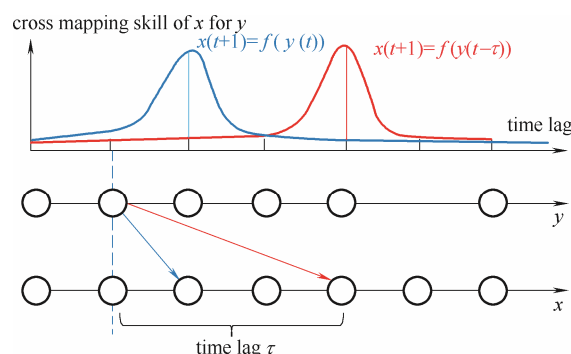 cross mapping skill of x for y
x(t+1)=f( y (t))
x(t+1)=f(y(t−τ))
time lag
y
x
time lag τ